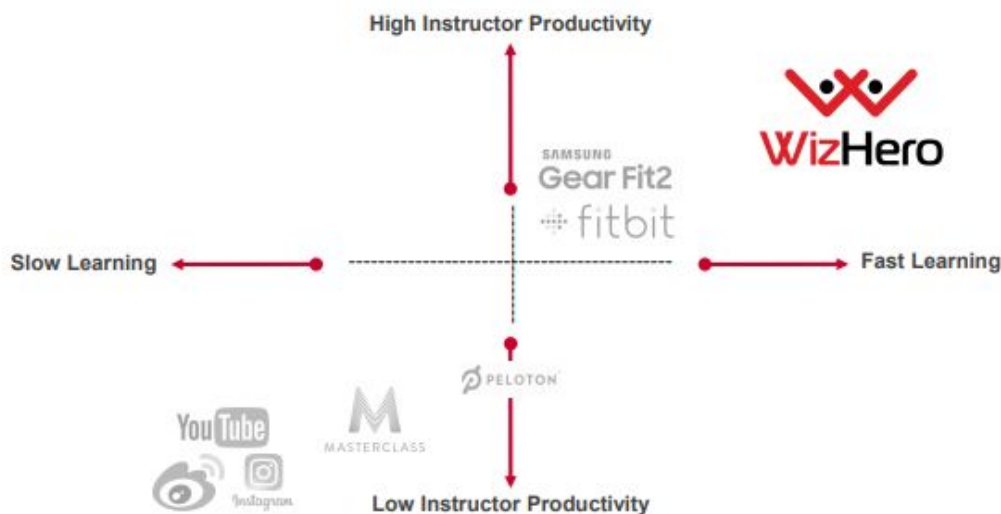 High Instructor Productivity
WizHero
SAMSUNG
Gear Fit2
fitbit
Slow Learning
Fast Learning
PELOTON
YouTube
M
MASTERCLASS
Instagram
Low Instructor Productivity